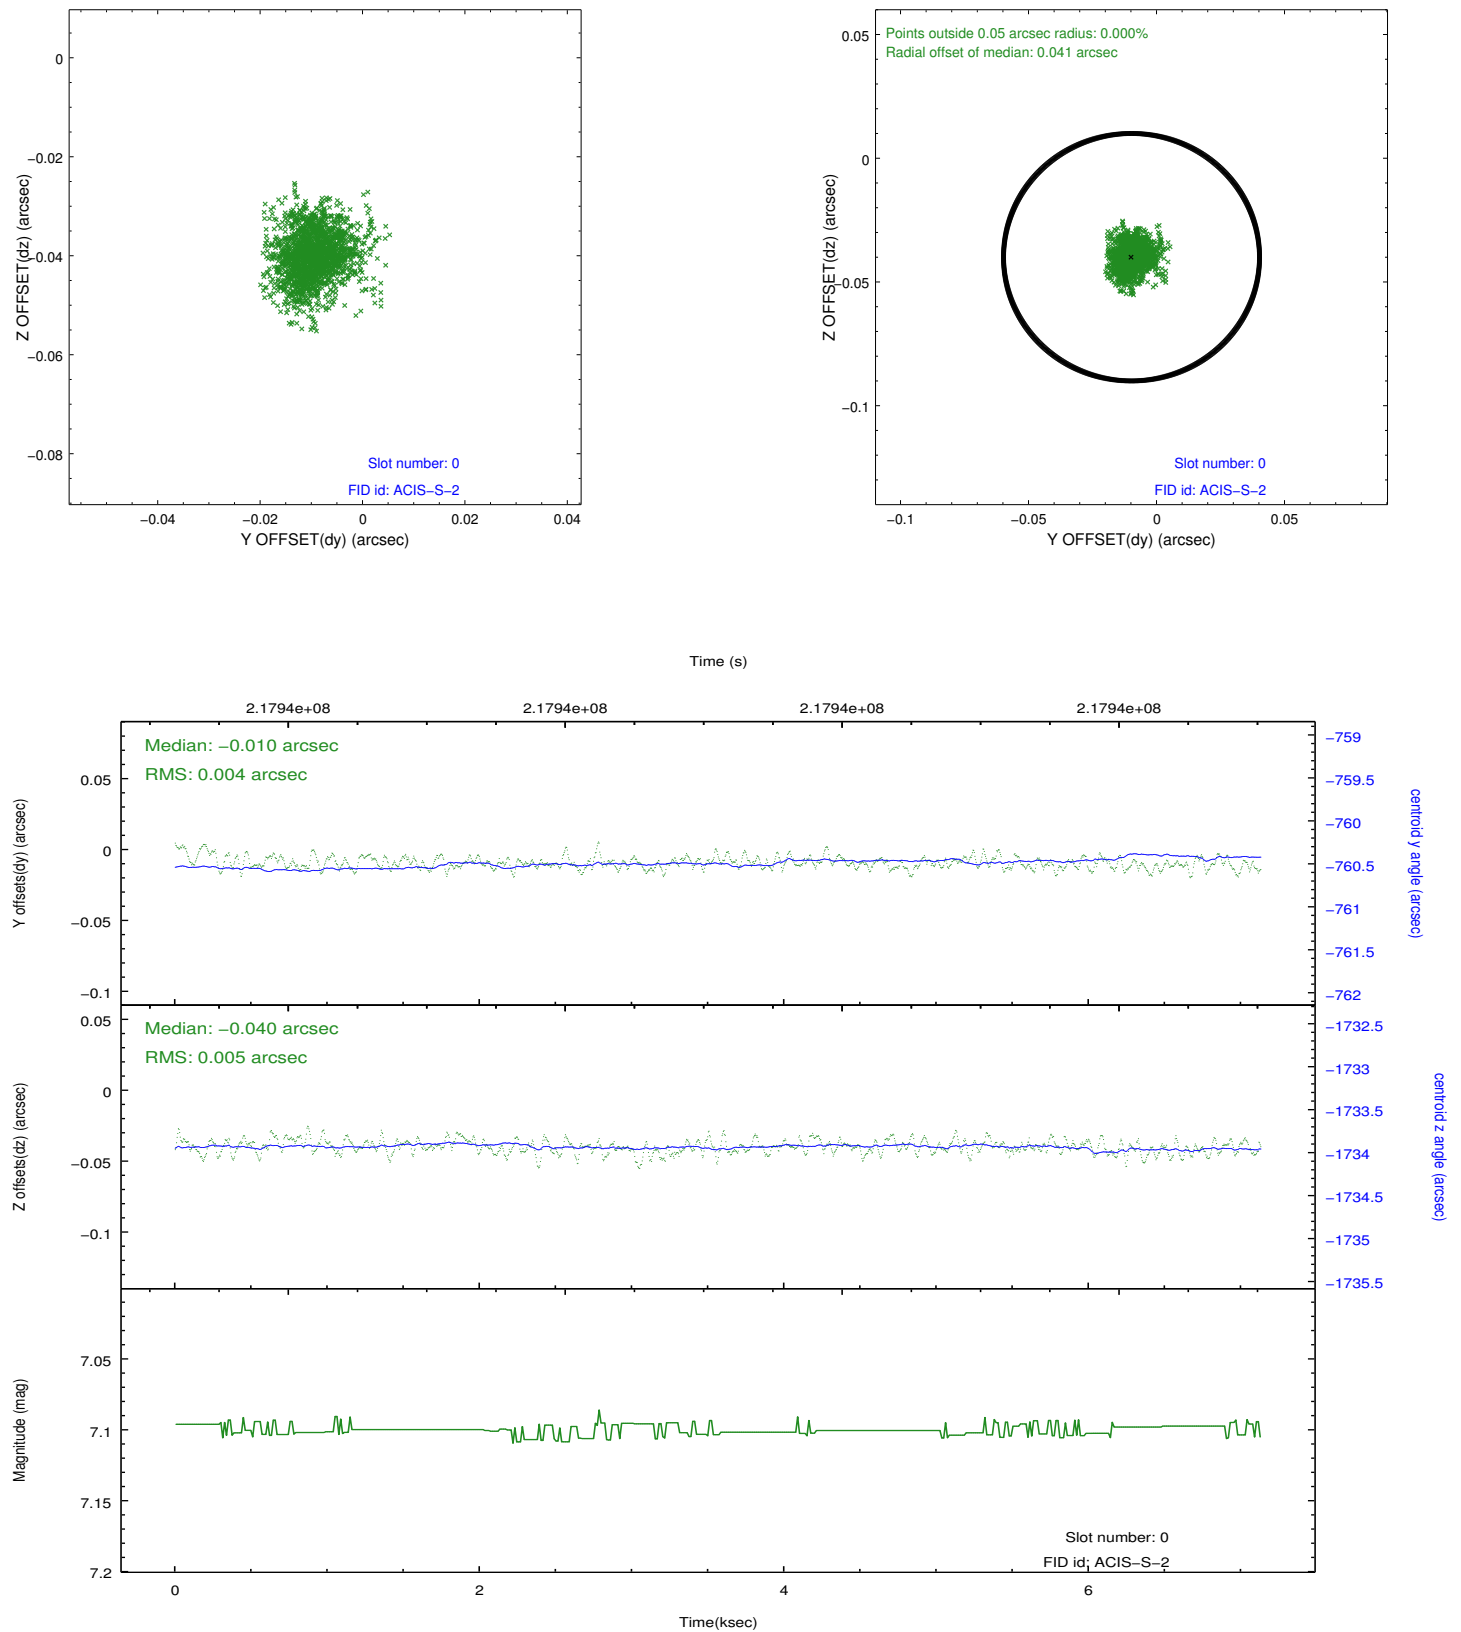 0
−0.02
−0.04
−0.06
−0.08
Z OFFSET(dz) (arcsec)
Slot number: 0
FID id: ACIS−S−2
−0.04
−0.02
0
0.02
0.04
Y OFFSET(dy) (arcsec)
Points outside 0.05 arcsec radius: 0.000%
Radial offset of median: 0.041 arcsec
0.05
0
−0.05
−0.1
Z OFFSET(dz) (arcsec)
Slot number: 0
FID id: ACIS−S−2
−0.1
−0.05
0
0.05
Y OFFSET(dy) (arcsec)
Time (s)
2.1794e+08
2.1794e+08
2.1794e+08
2.1794e+08
Median: −0.010 arcsec
RMS: 0.004 arcsec
0.05
0
−0.05
−0.1
Y offsets(dy) (arcsec)
−759
−759.5
−760
−760.5
−761
−761.5
−762
centroid y angle (arcsec)
Median: −0.040 arcsec
RMS: 0.005 arcsec
0.05
0
−0.05
−0.1
Z offsets(dz) (arcsec)
−1732.5
−1733
−1733.5
−1734
−1734.5
−1735
−1735.5
centroid z angle (arcsec)
7.05
7.1
7.15
7.2
Magnitude (mag)
Slot number: 0
FID id: ACIS−S−2
0
2
4
6
Time(ksec)